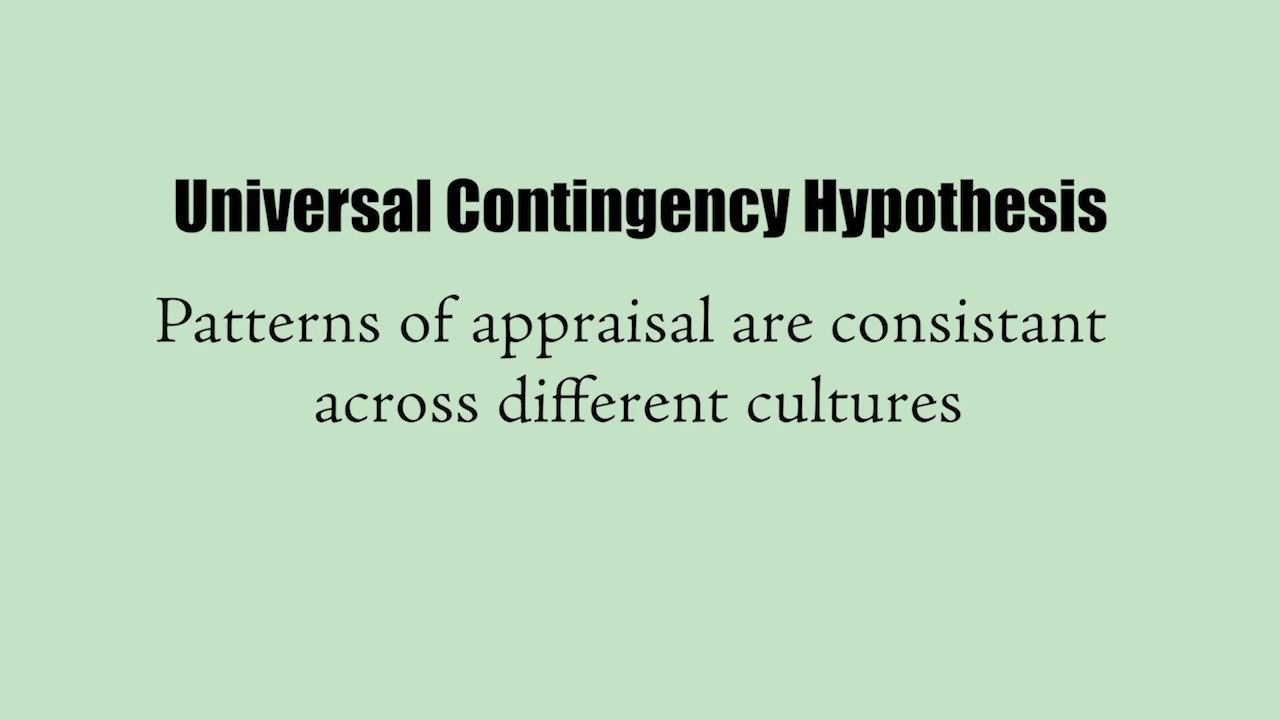 Universal Contingency Hypothesis
Patterns of appraisal are consistant
across different cultures